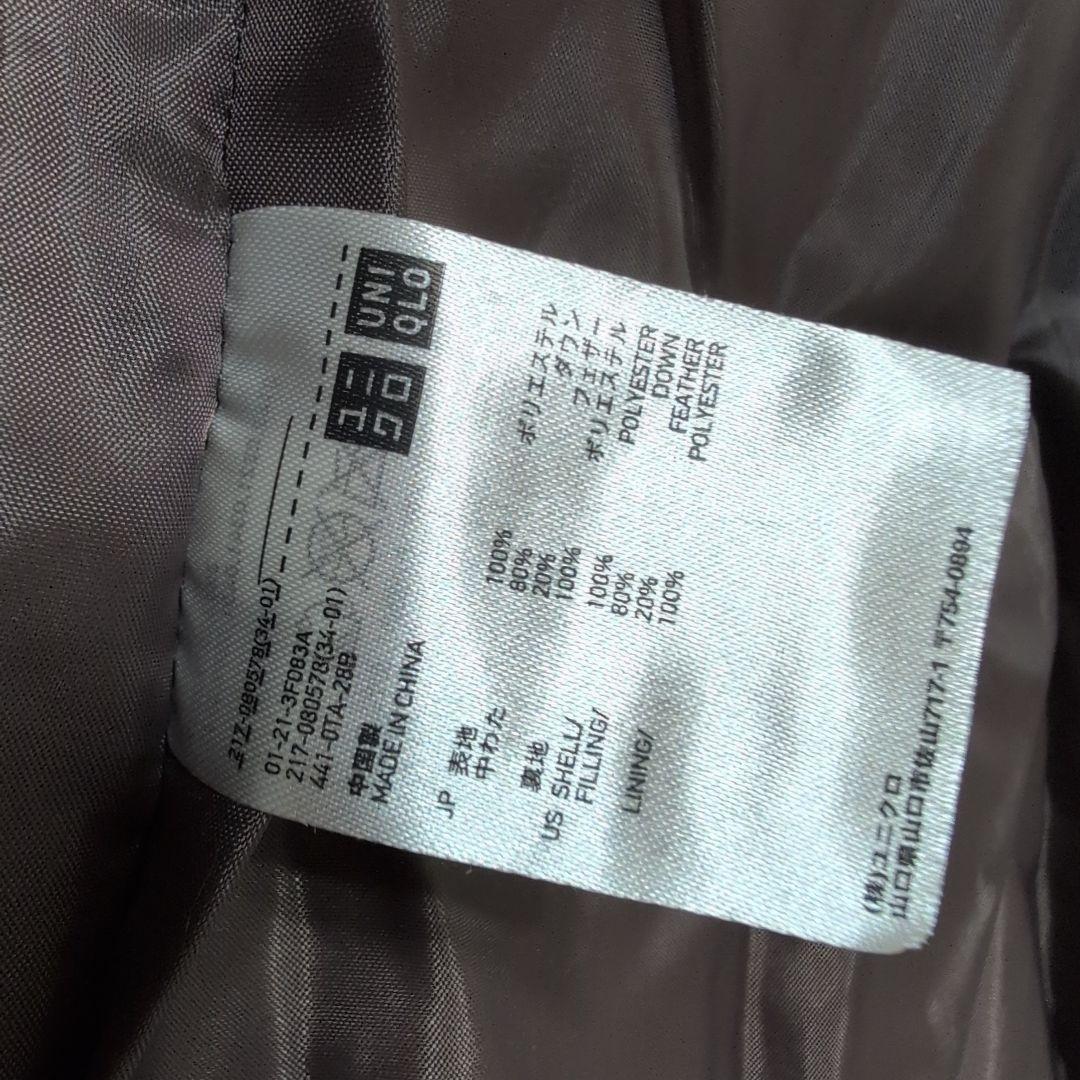 UNI
QLO
ユニ
クロ
217-080578(34-01)
01-21-3F083A
217-080578(34-01)
441-0TA-28B
中国製
MADE IN CHINA
JP
表地 100% ポリエステル
中わた 80% ダウン
20% フェザー
裏地 100% ポリエステル
US SHELL/ 100% POLYESTER
FILLING/ 80% DOWN
20% FEATHER
LINING/ 100% POLYESTER
(株)ユニクロ
山口県山口市佐山717-1 〒754-0894